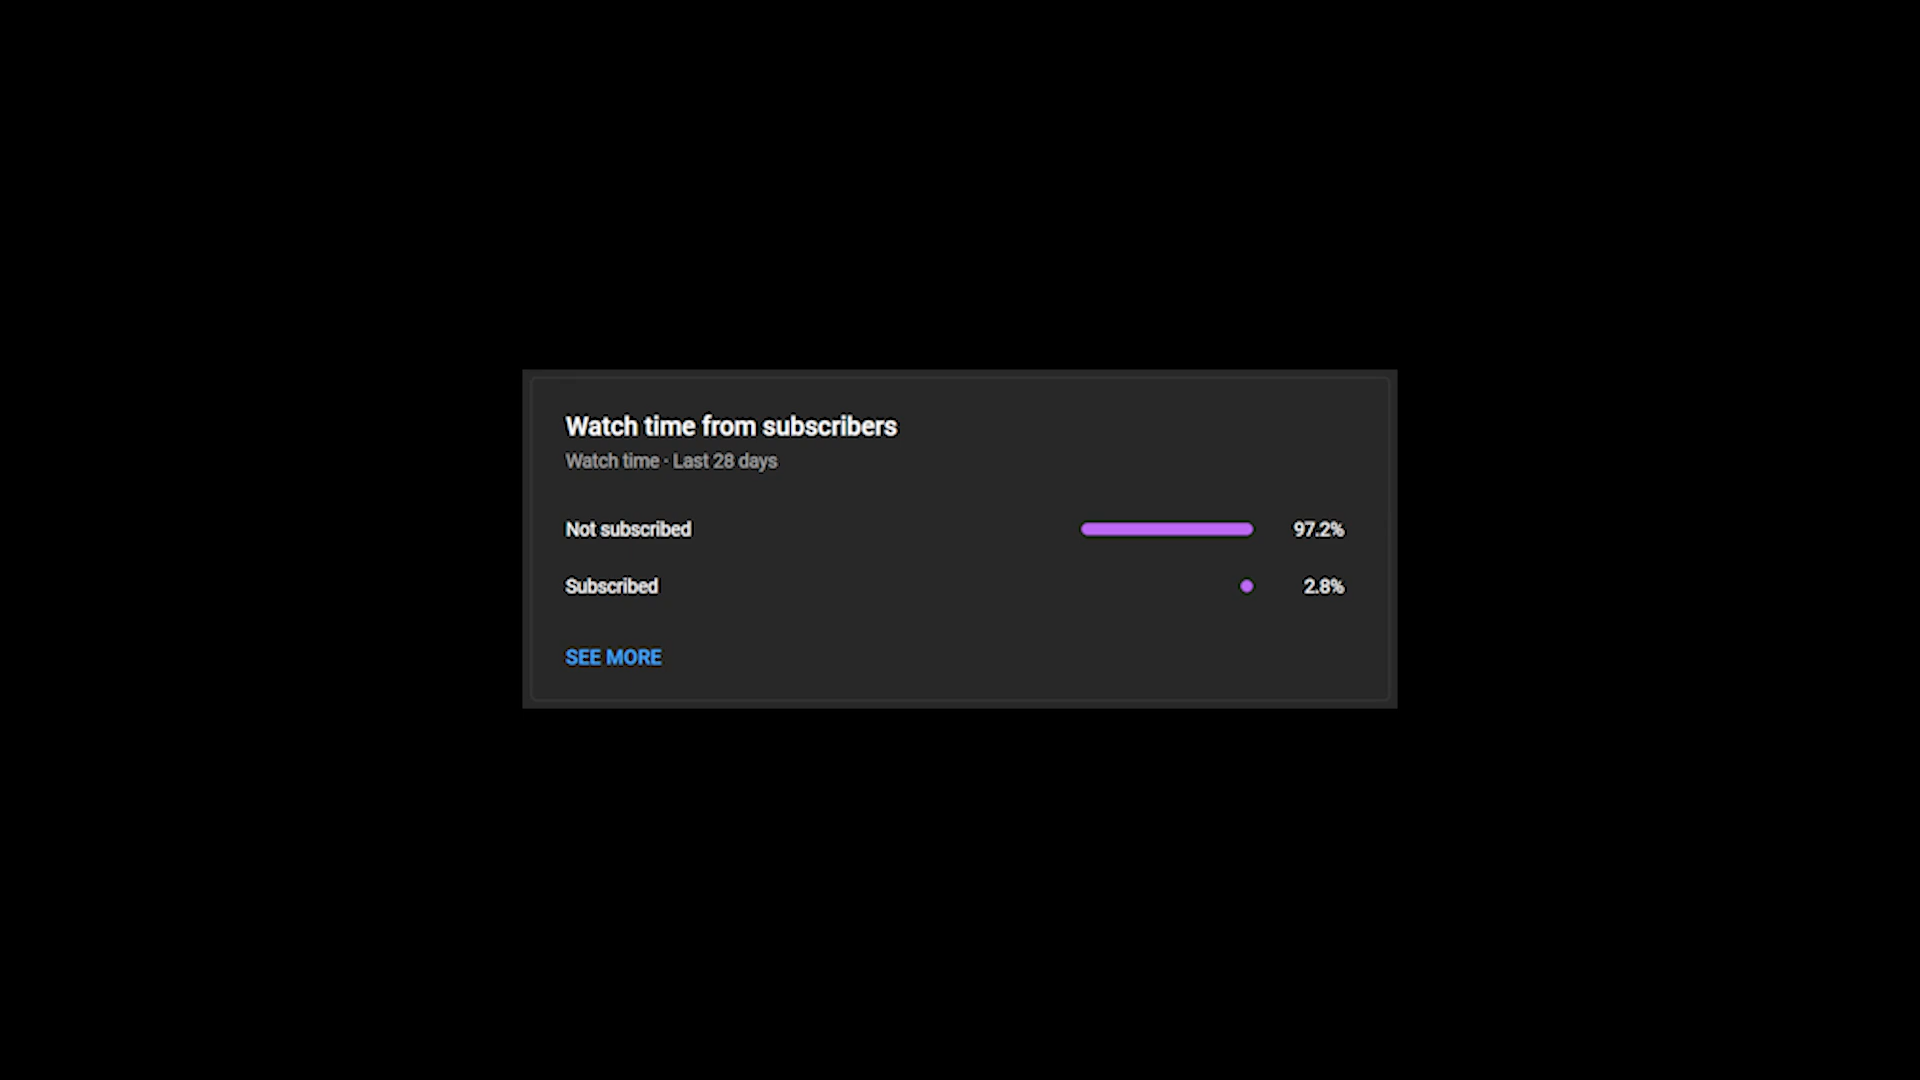 Watch time from subscribers
Watch time · Last 28 days
Not subscribed 97.2%
Subscribed 2.8%
SEE MORE